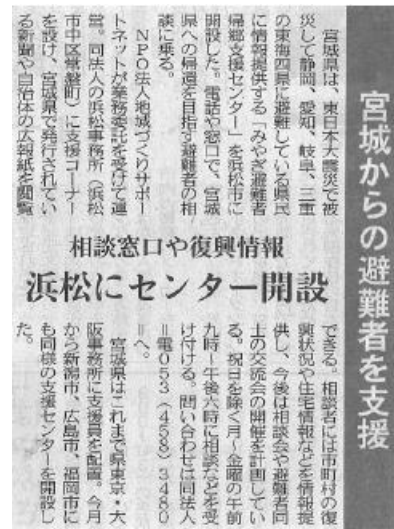 宮城からの避難者を支援
相談窓口や復興情報
浜松にセンター開設
宮城県は、東日本大震災で被
災して静岡、愛知、岐阜、三重
の東海四県に避難している県民
に情報提供する「みやぎ避難者
帰郷支援センター」を浜松市に
開設した。電話や窓口で、宮城
県への帰還を目指す避難者の相
談に乗る。
NPO法人地域づくりサポー
トネットが業務委託を受けて運
営。同法人の浜松事務所(浜松
市中区常盤町)に支援コーナー
を設け、宮城県で発行されてい
る新聞や自治体の広報紙を閲覧
できる。相談者には市町村の復
興状況や住宅情報などを情報提
供し、今後は相談会や避難者同
士の交流会の開催を計画してい
る。祝日を除く月~金曜の午前
九時~午後六時に相談などを受
け付ける。問い合わせは同法人
=電053(458)3480
=へ。
宮城県はこれまで県東京・大
阪事務所に支援員を配置。今月
から新潟市、広島市、福岡市に
も同様の支援センターを開設し
た。